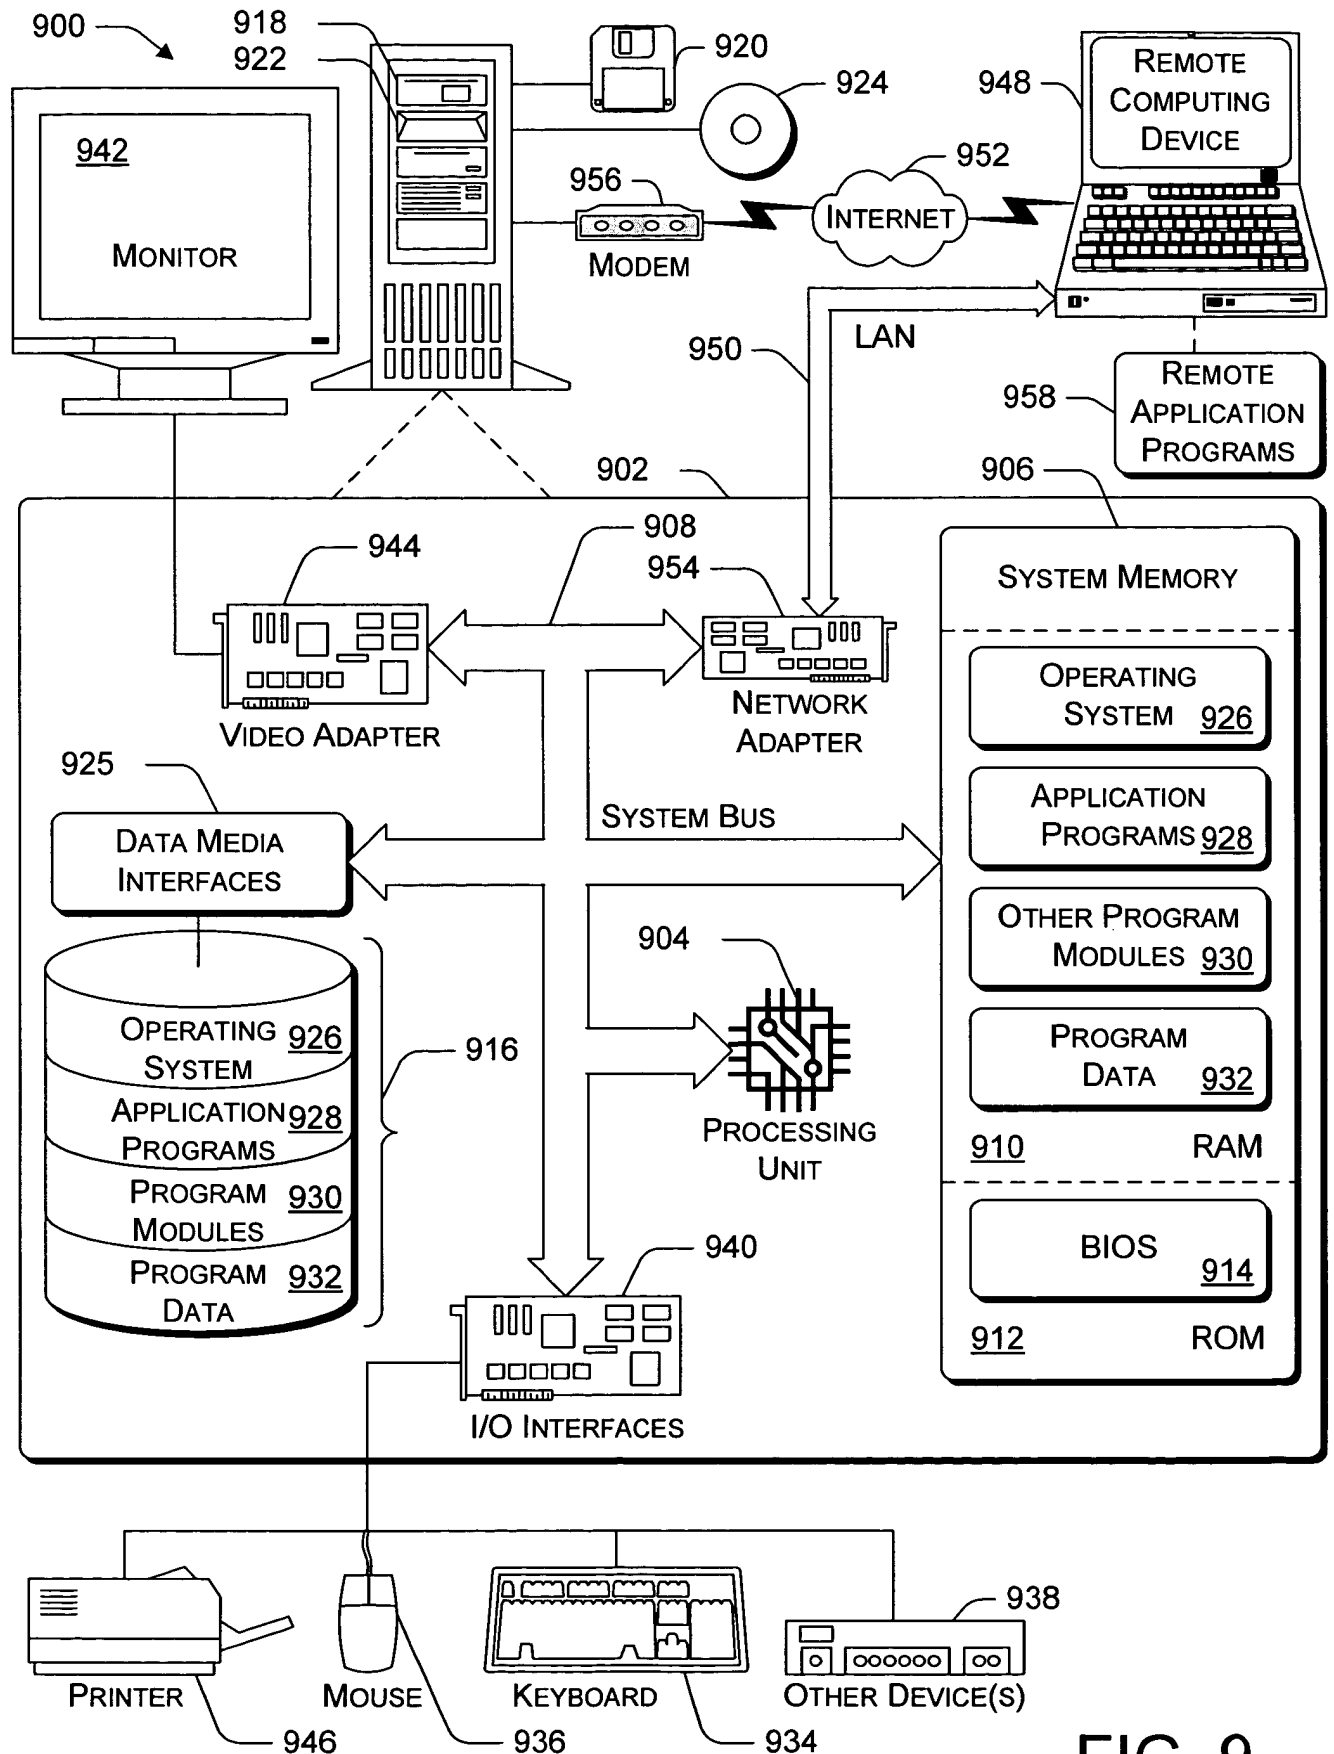 900
918
922
920
924
948
REMOTE
COMPUTING
DEVICE
942
MONITOR
956
MODEM
952
INTERNET
LAN
950
958
REMOTE
APPLICATION
PROGRAMS
902
906
908
944
954
VIDEO ADAPTER
NETWORK
ADAPTER
SYSTEM MEMORY
OPERATING
SYSTEM 926
APPLICATION
PROGRAMS 928
OTHER PROGRAM
MODULES 930
PROGRAM
DATA 932
910 RAM
BIOS
914
912 ROM
925
DATA MEDIA
INTERFACES
SYSTEM BUS
904
PROCESSING
UNIT
916
OPERATING 926
SYSTEM
APPLICATION 928
PROGRAMS
PROGRAM 930
MODULES
PROGRAM 932
DATA
940
I/O INTERFACES
PRINTER
946
MOUSE
936
KEYBOARD
934
938
OTHER DEVICE(S)
FIG. 9